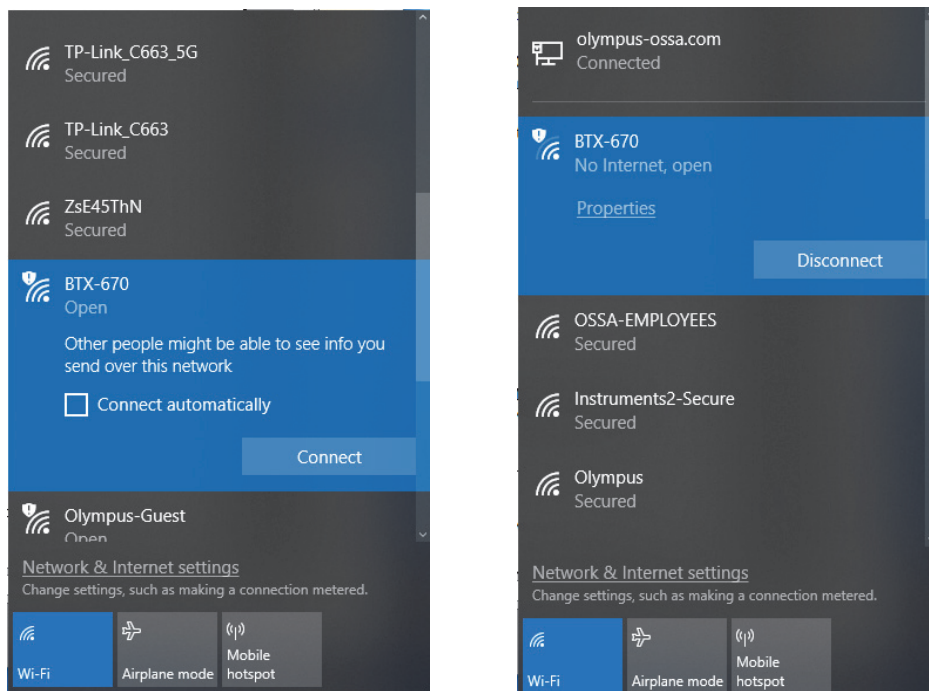 TP-Link_C663_5G
Secured
TP-Link_C663
Secured
ZsE45ThN
Secured
BTX-670
Open
Other people might be able to see info you
send over this network
Connect automatically
Connect
Olympus-Guest
Open
Network & Internet settings
Change settings, such as making a connection metered.
Wi-Fi
Airplane mode
Mobile
hotspot
olympus-ossa.com
Connected
BTX-670
No Internet, open
Properties
Disconnect
OSSA-EMPLOYEES
Secured
Instruments2-Secure
Secured
Olympus
Secured
Network & Internet settings
Change settings, such as making a connection metered.
Wi-Fi
Airplane mode
Mobile
hotspot